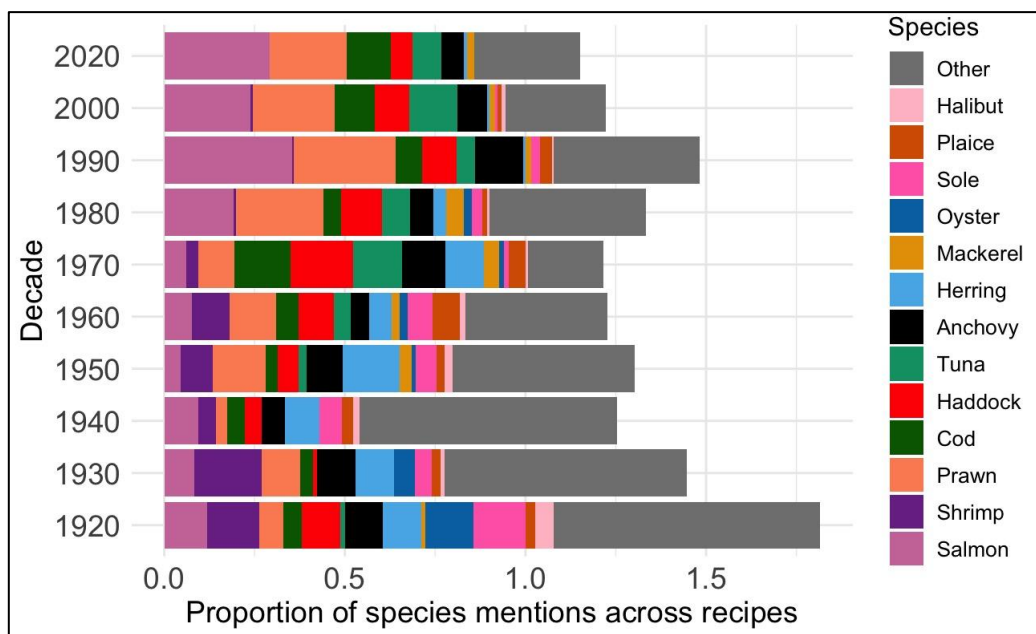 Species
Other
Halibut
Plaice
Sole
Oyster
Mackerel
Herring
Anchovy
Tuna
Haddock
Cod
Prawn
Shrimp
Salmon
Decade
2020
2000
1990
1980
1970
1960
1950
1940
1930
1920
0.0 0.5 1.0 1.5
Proportion of species mentions across recipes